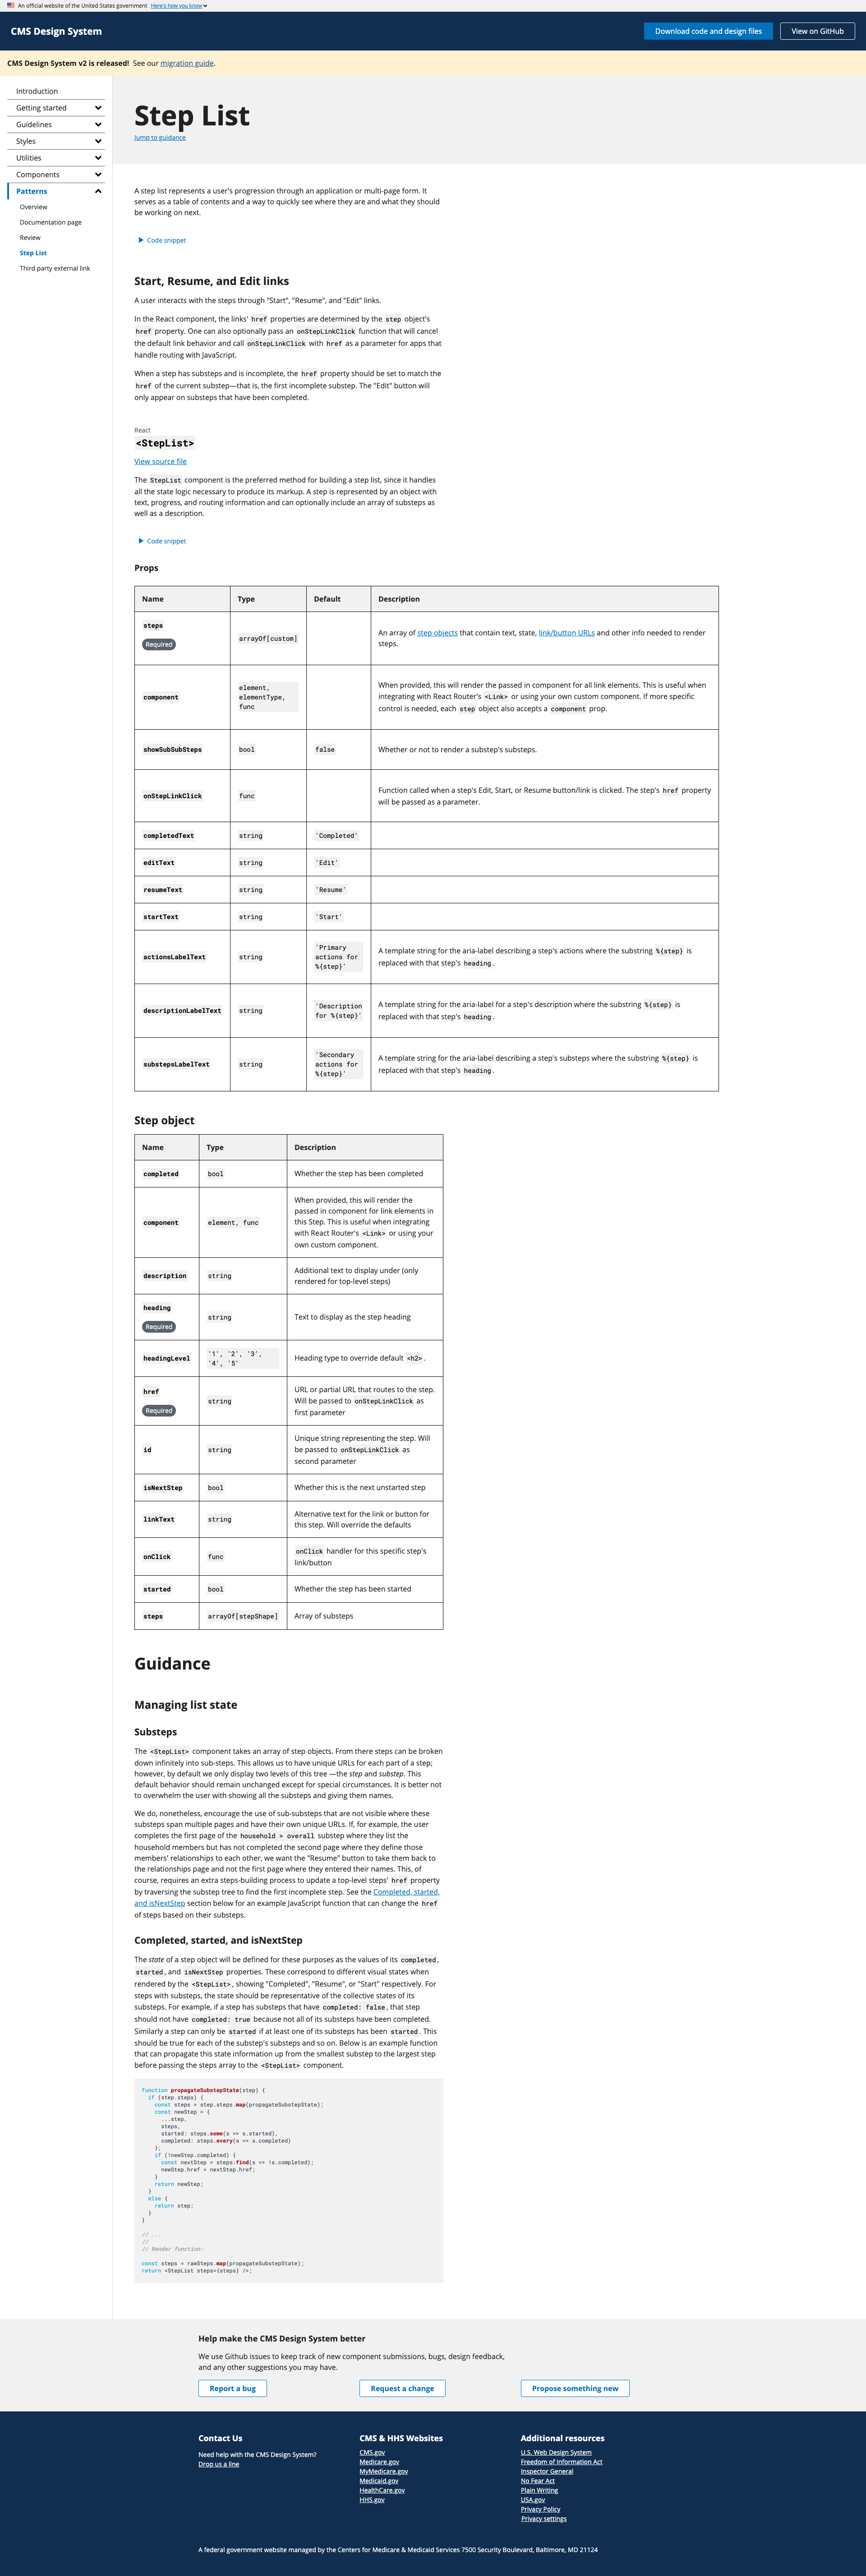 An official website of the United States government Here's how you know
CMS Design System
Download code and design files
View on GitHub
CMS Design System v2 is released! See our migration guide.
Introduction
Getting started
Guidelines
Styles
Utilities
Components
Patterns
Overview
Documentation page
Review
Step List
Third party external link
Step List
Jump to guidance
A step list represents a user's progression through an application or multi-page form. It
serves as a table of contents and a way to quickly see where they are and what they should
be working on next.
Code snippet
Start, Resume, and Edit links
A user interacts with the steps through "Start", "Resume", and "Edit" links.
In the React component, the links' href properties are determined by the step object's
href property. One can also optionally pass an onStepLinkClick function that will cancel
the default link behavior and call onStepLinkClick with href as a parameter for apps that
handle routing with JavaScript.
When a step has substeps and is incomplete, the href property should be set to match the
href of the current substep—that is, the first incomplete substep. The "Edit" button will
only appear on substeps that have been completed.
React
<StepList>
View source file
The StepList component is the preferred method for building a step list, since it handles
all the state logic necessary to produce its markup. A step is represented by an object with
text, progress, and routing information and can optionally include an array of substeps as
well as a description.
Code snippet
Props
Name Type Default Description
steps
Required
arrayOf[custom]
An array of step objects that contain text, state, link/button URLs and other info needed to render
steps.
component
element,
elementType,
func
When provided, this will render the passed in component for all link elements. This is useful when
integrating with React Router's <Link> or using your own custom component. If more specific
control is needed, each step object also accepts a component prop.
showSubSubSteps bool false Whether or not to render a substep's substeps.
onStepLinkClick func
Function called when a step's Edit, Start, or Resume button/link is clicked. The step's href property
will be passed as a parameter.
completedText string 'Completed'
editText string 'Edit'
resumeText string 'Resume'
startText string 'Start'
actionsLabelText string
'Primary
actions for
%{step}'
A template string for the aria-label describing a step's actions where the substring %{step} is
replaced with that step's heading.
descriptionLabelText string
'Description
for %{step}'
A template string for the aria-label for a step's description where the substring %{step} is
replaced with that step's heading.
substepsLabelText string
'Secondary
actions for
%{step}'
A template string for the aria-label describing a step's substeps where the substring %{step} is
replaced with that step's heading.
Step object
Name Type Description
completed bool Whether the step has been completed
component element, func
When provided, this will render the
passed in component for link elements in
this Step. This is useful when integrating
with React Router's <Link> or using your
own custom component.
description string
Additional text to display under (only
rendered for top-level steps)
heading
Required
string Text to display as the step heading
headingLevel
'1', '2', '3',
'4', '5'
Heading type to override default <h2>.
href
Required
string
URL or partial URL that routes to the step.
Will be passed to onStepLinkClick as
first parameter
id string
Unique string representing the step. Will
be passed to onStepLinkClick as
second parameter
isNextStep bool Whether this is the next unstarted step
linkText string
Alternative text for the link or button for
this step. Will override the defaults
onClick func
onClick handler for this specific step's
link/button
started bool Whether the step has been started
steps arrayOf[stepShape] Array of substeps
Guidance
Managing list state
Substeps
The <StepList> component takes an array of step objects. From there steps can be broken
down infinitely into sub-steps. This allows us to have unique URLs for each part of a step;
however, by default we only display two levels of this tree —the step and substep. This
default behavior should remain unchanged except for special circumstances. It is better not
to overwhelm the user with showing all the substeps and giving them names.
We do, nonetheless, encourage the use of sub-substeps that are not visible where these
substeps span multiple pages and have their own unique URLs. If, for example, the user
completes the first page of the household > overall substep where they list the
household members but has not completed the second page where they define those
members' relationships to each other, we want the "Resume" button to take them back to
the relationships page and not the first page where they entered their names. This, of
course, requires an extra steps-building process to update a top-level steps' href property
by traversing the substep tree to find the first incomplete step. See the Completed, started,
and isNextStep section below for an example JavaScript function that can change the href
of steps based on their substeps.
Completed, started, and isNextStep
The state of a step object will be defined for these purposes as the values of its completed,
started, and isNextStep properties. These correspond to different visual states when
rendered by the <StepList>, showing "Completed", "Resume", or "Start" respectively. For
steps with substeps, the state should be representative of the collective states of its
substeps. For example, if a step has substeps that have completed: false, that step
should not have completed: true because not all of its substeps have been completed.
Similarly a step can only be started if at least one of its substeps has been started. This
should be true for each of the substep's substeps and so on. Below is an example function
that can propagate this state information up from the smallest substep to the largest step
before passing the steps array to the <StepList> component.
function propagateSubstepState(step) {
if (step.steps) {
const steps = step.steps.map(propagateSubstepState);
const newStep = {
...step,
steps,
started: steps.some(s => s.started),
completed: steps.every(s => s.completed)
};
if (!newStep.completed) {
const nextStep = steps.find(s => !s.completed);
newStep.href = nextStep.href;
}
return newStep;
}
else {
return step;
}
}
// ...
//
// Render function:
const steps = rawSteps.map(propagateSubstepState);
return <StepList steps={steps} />;
Help make the CMS Design System better
We use Github issues to keep track of new component submissions, bugs, design feedback,
and any other suggestions you may have.
Report a bug
Request a change
Propose something new
Contact Us
Need help with the CMS Design System?
Drop us a line
CMS & HHS Websites
CMS.gov
Medicare.gov
MyMedicare.gov
Medicaid.gov
HealthCare.gov
HHS.gov
Additional resources
U.S. Web Design System
Freedom of Information Act
Inspector General
No Fear Act
Plain Writing
USA.gov
Privacy Policy
Privacy settings
A federal government website managed by the Centers for Medicare & Medicaid Services 7500 Security Boulevard, Baltimore, MD 21124